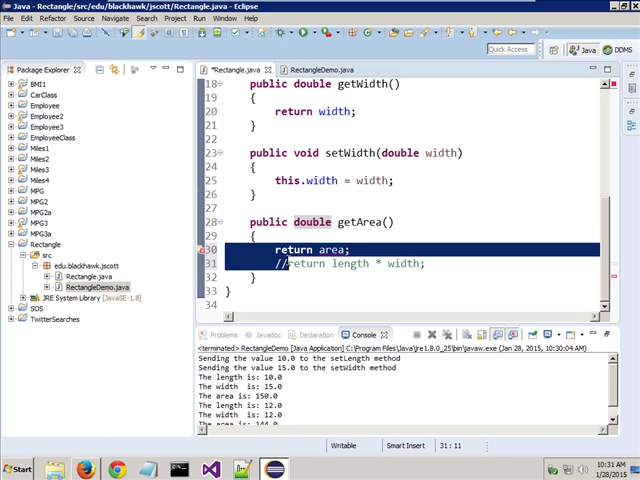 Java - Rectangle/src/edu/blackhawk/jscott/Rectangle.java - Eclipse
File Edit Refactor Source Navigate Search Project Run Window Help
Quick Access Java DDMS
Package Explorer
BMI1
CarClass
Employee
Employee2
Employee3
EmployeeClass
Miles1
Miles2
Miles3
Miles4
MPG
MPG2
MPG2a
MPG3
MPG3a
Rectangle
src
edu.blackhawk.jscott
Rectangle.java
RectangleDemo.java
JRE System Library [JavaSE-1.8]
SOS
TwitterSearches
*Rectangle.java RectangleDemo.java
18 public double getWidth()
19 {
20 return width;
21 }
22
23 public void setWidth(double width)
24 {
25 this.width = width;
26 }
27
28 public double getArea()
29 {
30 return area;
31 //return length * width;
32 }
33 }
34
Problems Javadoc Declaration Console
<terminated> RectangleDemo [Java Application] C:\Program Files\Java\jre1.8.0_25\bin\javaw.exe (Jan 28, 2015, 10:30:04 AM)
Sending the value 10.0 to the setLength method
Sending the value 15.0 to the setWidth method
The length is: 10.0
The width is: 15.0
The area is: 150.0
The length is: 12.0
The width is: 12.0
The area is: 144.0
Writable Smart Insert 31 : 11
Start 10:31 AM
1/28/2015